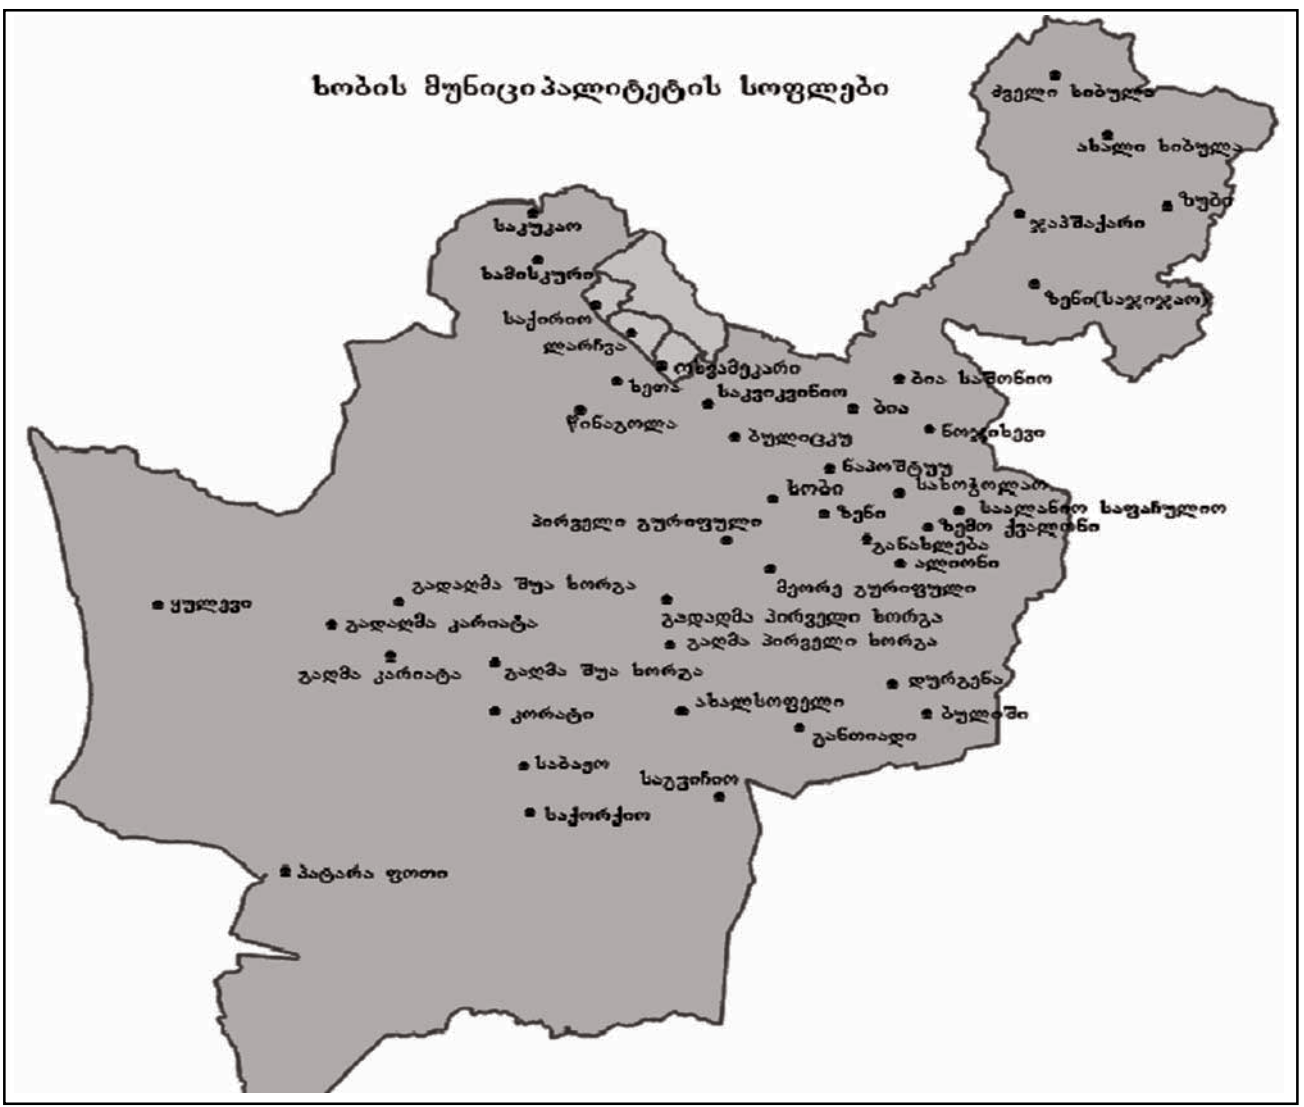 ხობის მუნიციპალიტეტის სოფლები
ძველი ხიბულა
ახალი ხიბულა
ზუბი
ჯაპშაქარი
ზენი(საჯიჯაო)
საკუკაო
ხამისკური
საქირიო
ლარჩვა
ოხვამეკარი
ხეთა
საკვიკვინიო
ბია საშონიო
ბია
წინაგოლა
ბულიცკუ
ნოჯიხევი
ნაპოშტუუ
ხობი
სახოჭოლაო
ზენი
საალანიო საფაჩულიო
პირველი გურიფული
ზემო ქვალონი
განახლება
ალიონი
გადაღმა შუა ხორგა
მეორე გურიფული
ყულევი
გადაღმა კარიატა
გადაღმა პირველი ხორგა
გაღმა პირველი ხორგა
გაღმა კარიატა
გაღმა შუა ხორგა
დურგენა
ახალსოფელი
კორატი
ბულიში
განთიადი
საბაჟო
საგვიჩიო
საქორქიო
პატარა ფოთი